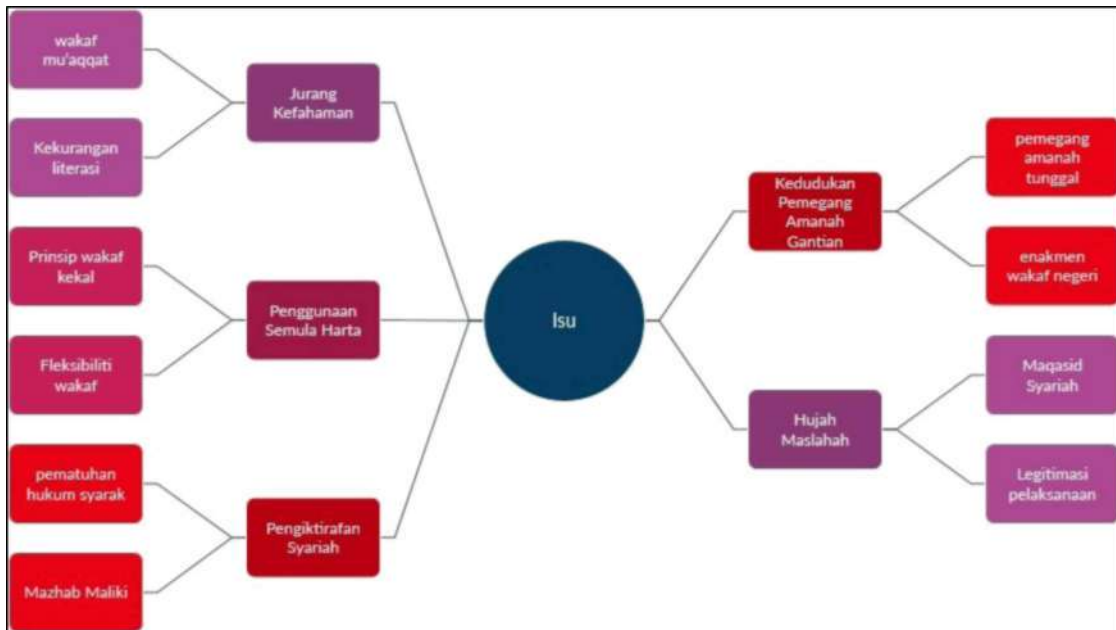 wakaf
mu'aqqat
Kekurangan
literasi
Jurang
Kefahaman
Prinsip wakaf
kekal
Fleksibiliti
wakaf
Penggunaan
Semula Harta
pematuhan
hukum syarak
Mazhab Maliki
Pengiktirafan
Syariah
Isu
Kedudukan
Pemegang
Amanah
Gantian
pemegang
amanah
tunggal
enakmen
wakaf negeri
Hujah
Maslahah
Maqasid
Syariah
Legitimasi
pelaksanaan